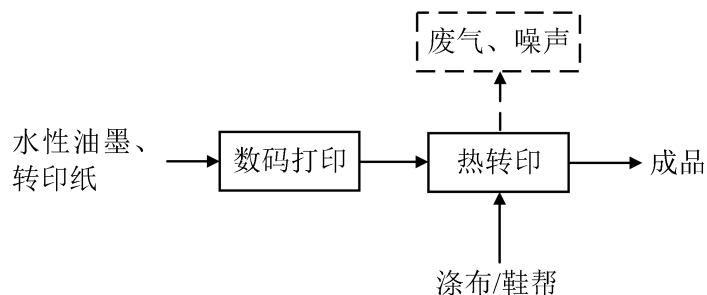 废气、噪声
水性油墨、
转印纸
数码打印
热转印
成品
涤布/鞋帮